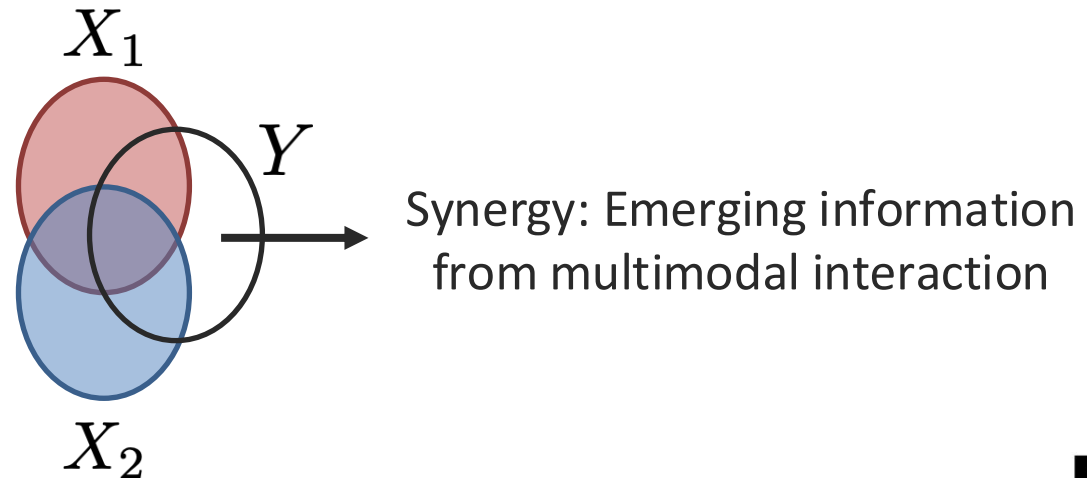 X₁
Y
Synergy: Emerging information
from multimodal interaction
X₂